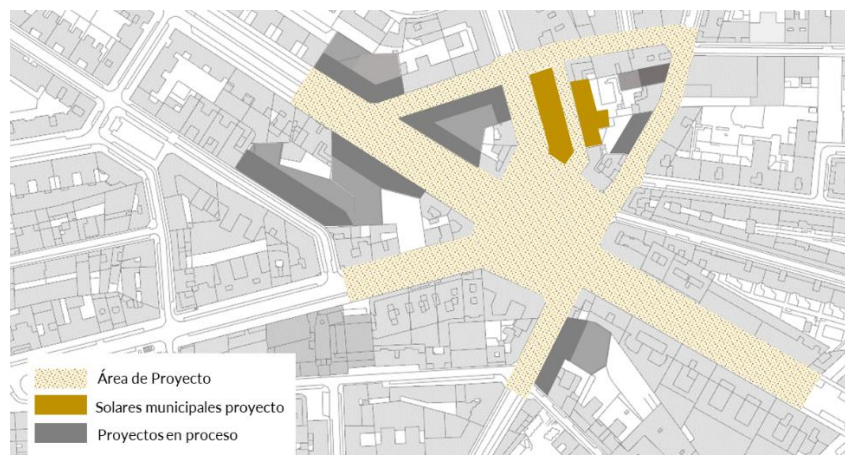 Área de Proyecto
Solares municipales proyecto
Proyectos en proceso